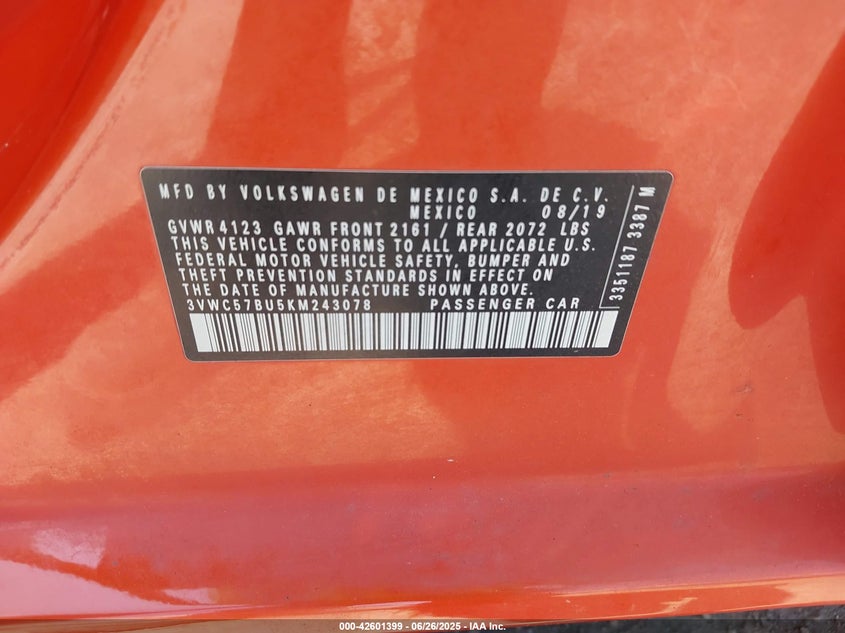 MFD BY VOLKSWAGEN DE MEXICO S.A. DE C.V.
MEXICO 08/19
GVWR 4123 GAWR FRONT 2161 / REAR 2072 LBS
THIS VEHICLE CONFORMS TO ALL APPLICABLE U.S.
FEDERAL MOTOR VEHICLE SAFETY, BUMPER AND
THEFT PREVENTION STANDARDS IN EFFECT ON
THE DATE OF MANUFACTURE SHOWN ABOVE.
3VWC57BU5KM243078 PASSENGER CAR
3351187 3387 M
000-42601399 - 06/26/2025 - IAA Inc.